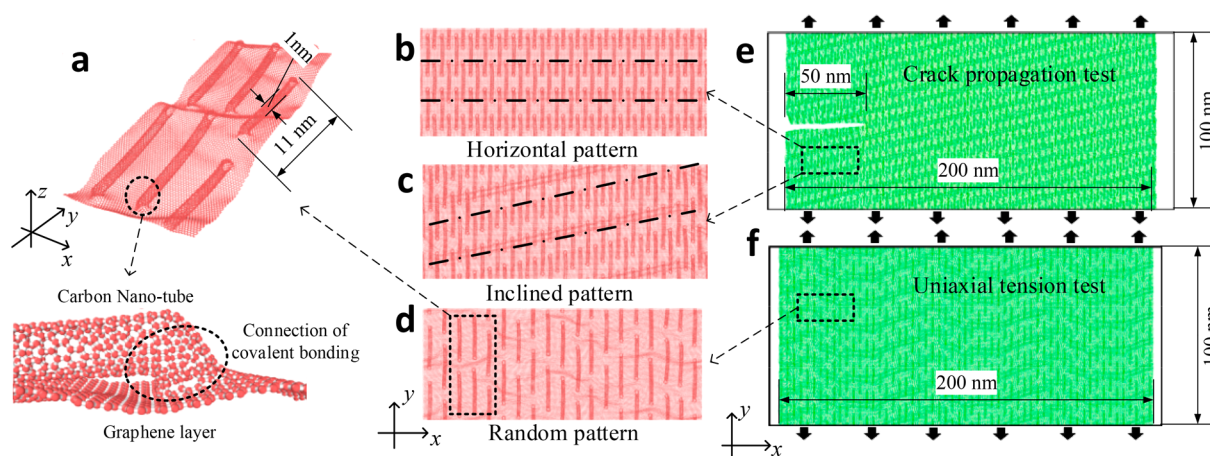 a
1nm
11 nm
z
y
x
Carbon Nano-tube
Connection of
covalent bonding
Graphene layer
b
Horizontal pattern
c
Inclined pattern
d
y
x
Random pattern
e
50 nm
Crack propagation test
200 nm
100 nm
f
Uniaxial tension test
200 nm
100 nm
y
x